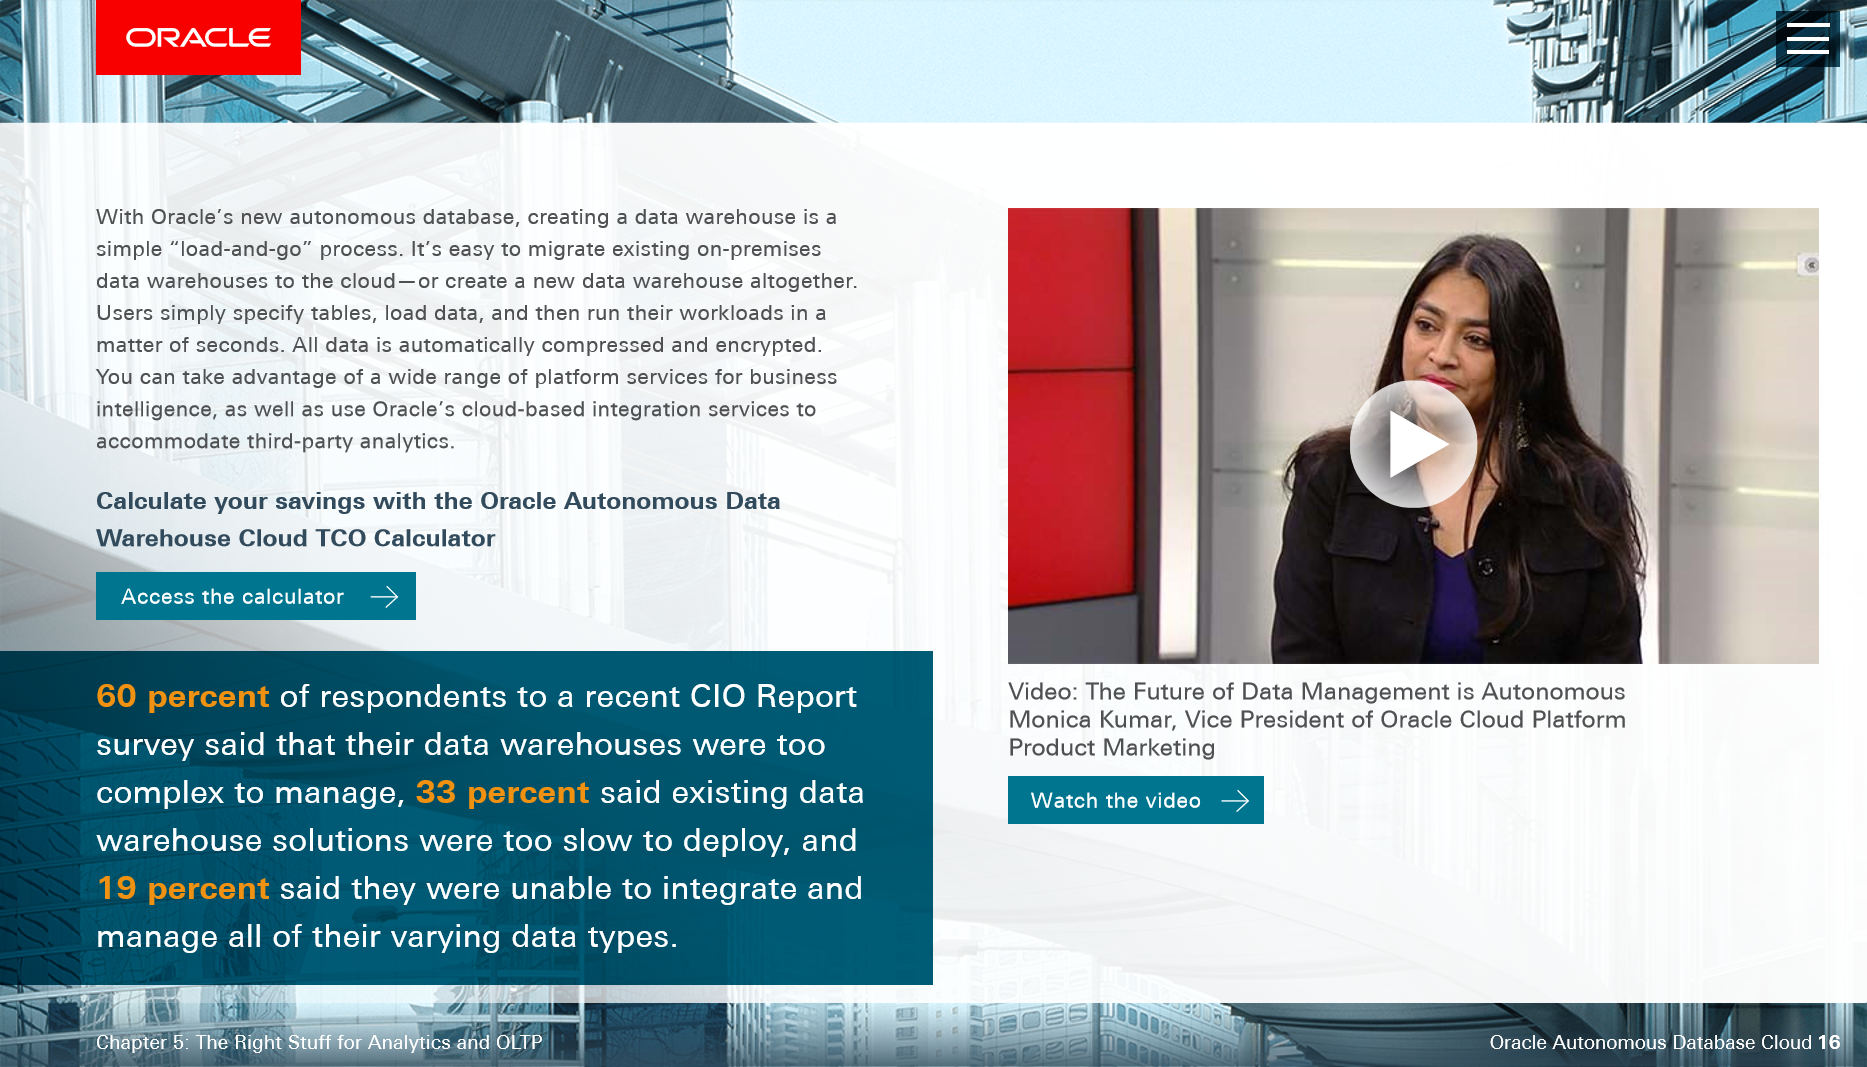 ORACLE
With Oracle’s new autonomous database, creating a data warehouse is a
simple “load-and-go” process. It’s easy to migrate existing on-premises
data warehouses to the cloud—or create a new data warehouse altogether.
Users simply specify tables, load data, and then run their workloads in a
matter of seconds. All data is automatically compressed and encrypted.
You can take advantage of a wide range of platform services for business
intelligence, as well as use Oracle’s cloud-based integration services to
accommodate third-party analytics.
Calculate your savings with the Oracle Autonomous Data
Warehouse Cloud TCO Calculator
Access the calculator
60 percent of respondents to a recent CIO Report
survey said that their data warehouses were too
complex to manage, 33 percent said existing data
warehouse solutions were too slow to deploy, and
19 percent said they were unable to integrate and
manage all of their varying data types.
Video: The Future of Data Management is Autonomous
Monica Kumar, Vice President of Oracle Cloud Platform
Product Marketing
Watch the video
Chapter 5: The Right Stuff for Analytics and OLTP
Oracle Autonomous Database Cloud 16